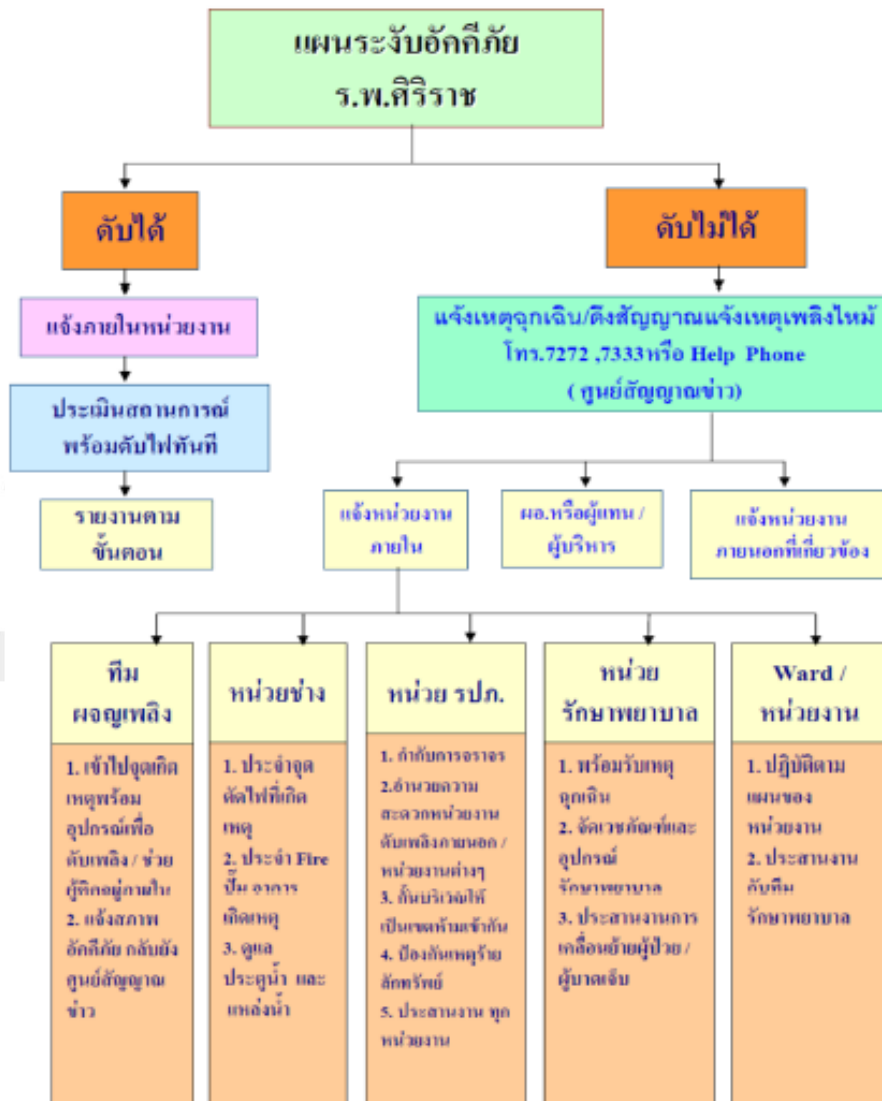 แผนระงับอัคคีภัย
ร.พ.ศิริราช
ดับได้
ดับไม่ได้
แจ้งภายในหน่วยงาน
แจ้งเหตุฉุกเฉิน/ดึงสัญญาณแจ้งเหตุเพลิงไหม้
โทร.7272 ,7333หรือ Help Phone
( ศูนย์สัญญาณข่าว)
ประเมินสถานการณ์
พร้อมดับไฟทันที
รายงานตาม
ขั้นตอน
แจ้งหน่วยงาน
ภายใน
ผอ.หรือผู้แทน /
ผู้บริหาร
แจ้งหน่วยงาน
ภายนอกที่เกี่ยวข้อง
ทีม
ผจญเพลิง
1. เข้าไปจุดเกิด
เหตุพร้อม
อุปกรณ์เพื่อ
ดับเพลิง / ช่วย
ผู้ติดอยู่ภายใน
2. แจ้งสภาพ
อัคคีภัย กลับยัง
ศูนย์สัญญาณ
ข่าว
หน่วยช่าง
1. ประจำจุด
ตัดไฟที่เกิด
เหตุ
2. ประจำ Fire
ปั๊ม อาคาร
เกิดเหตุ
3. ดูแล
ประตูน้ำ และ
แหล่งน้ำ
หน่วย รปภ.
1. กำกับการจราจร
2.อำนวยความ
สะดวกหน่วยงาน
ดับเพลิงภายนอก /
หน่วยงานต่างๆ
3. กั้นบริเวณให้
เป็นเขตห้ามเข้ากัน
4. ป้องกันเหตุร้าย
ลักทรัพย์
5. ประสานงาน ทุก
หน่วยงาน
หน่วย
รักษาพยาบาล
1. พร้อมรับเหตุ
ฉุกเฉิน
2. จัดเวชภัณฑ์และ
อุปกรณ์
รักษาพยาบาล
3. ประสานงานการ
เคลื่อนย้ายผู้ป่วย /
ผู้บาดเจ็บ
Ward /
หน่วยงาน
1. ปฏิบัติตาม
แผนของ
หน่วยงาน
2. ประสานงาน
กับทีม
รักษาพยาบาล